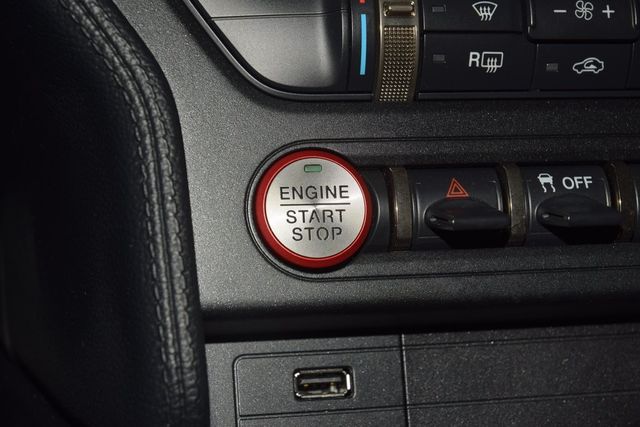 - +
R
ENGINE
START
STOP
OFF